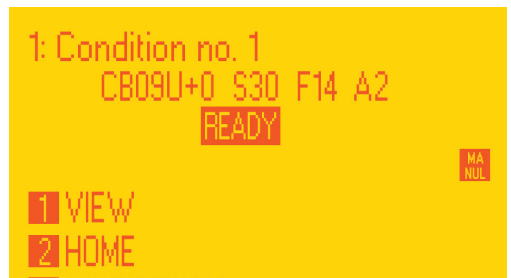 1: Condition no. 1
CB09U+0 S30 F14 A2
READY
MA
NUL
1 VIEW
2 HOME